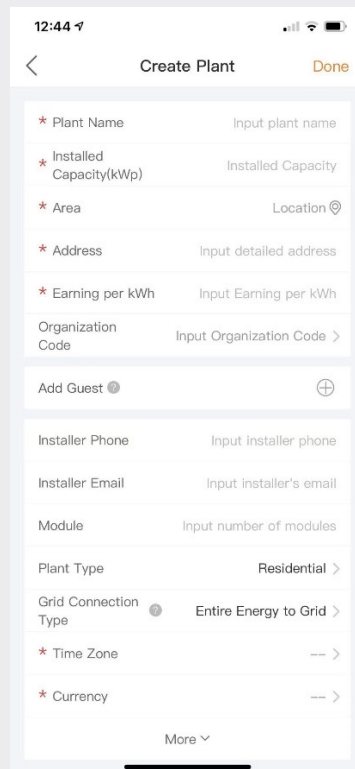 12:44
Create Plant
Done
* Plant Name Input plant name
* Installed Capacity(kWp) Installed Capacity
* Area Location
* Address Input detailed address
* Earning per kWh Input Earning per kWh
Organization Code Input Organization Code >
Add Guest ?
Installer Phone Input installer phone
Installer Email Input installer's email
Module Input number of modules
Plant Type Residential >
Grid Connection Type ? Entire Energy to Grid >
* Time Zone -- >
* Currency -- >
More